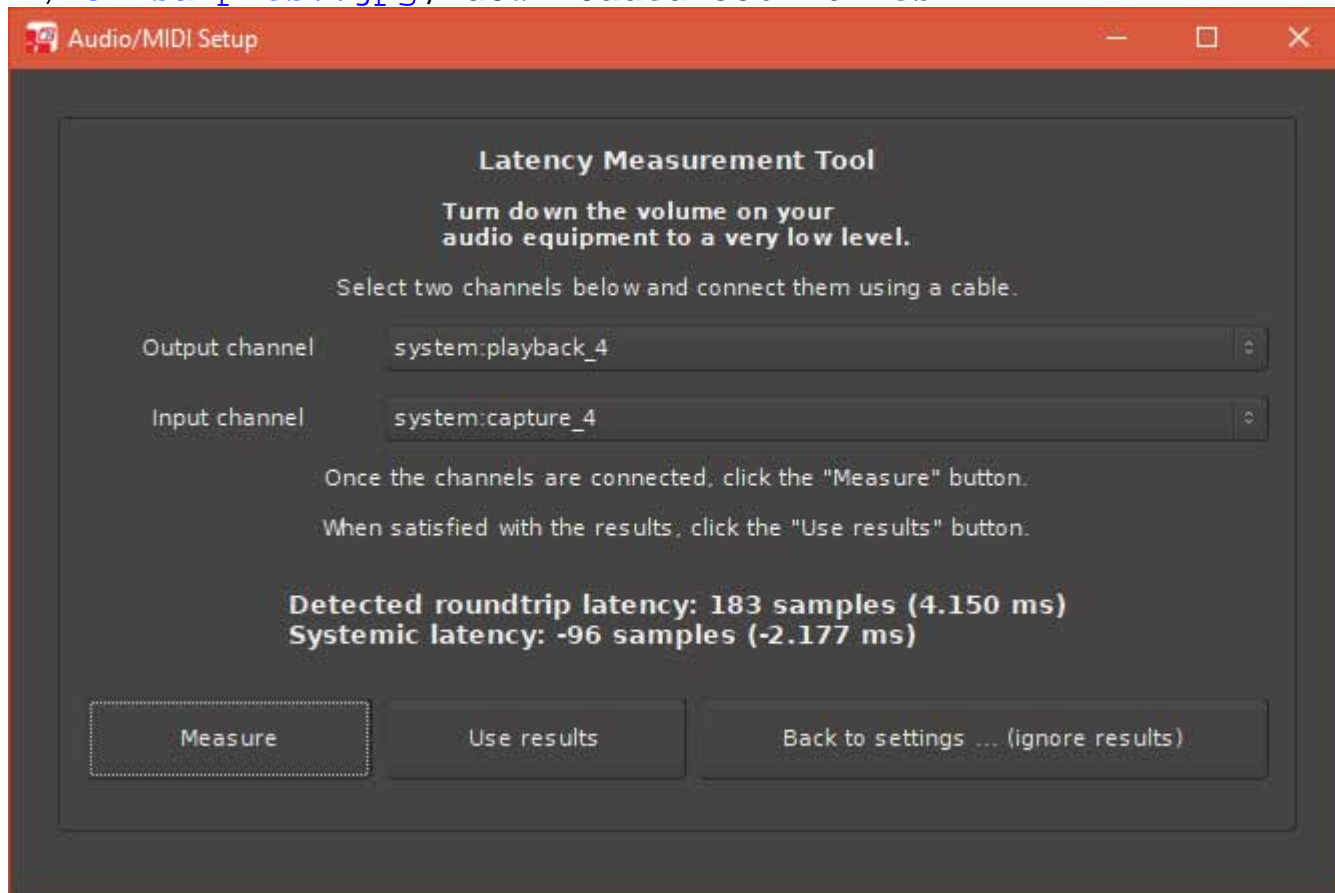 Audio/MIDI Setup
Latency Measurement Tool
Turn down the volume on your
audio equipment to a very low level.
Select two channels below and connect them using a cable.
Output channel system:playback_4
Input channel system:capture_4
Once the channels are connected, click the "Measure" button.
When satisfied with the results, click the "Use results" button.
Detected roundtrip latency: 183 samples (4.150 ms)
Systemic latency: -96 samples (-2.177 ms)
Measure Use results Back to settings ... (ignore results)